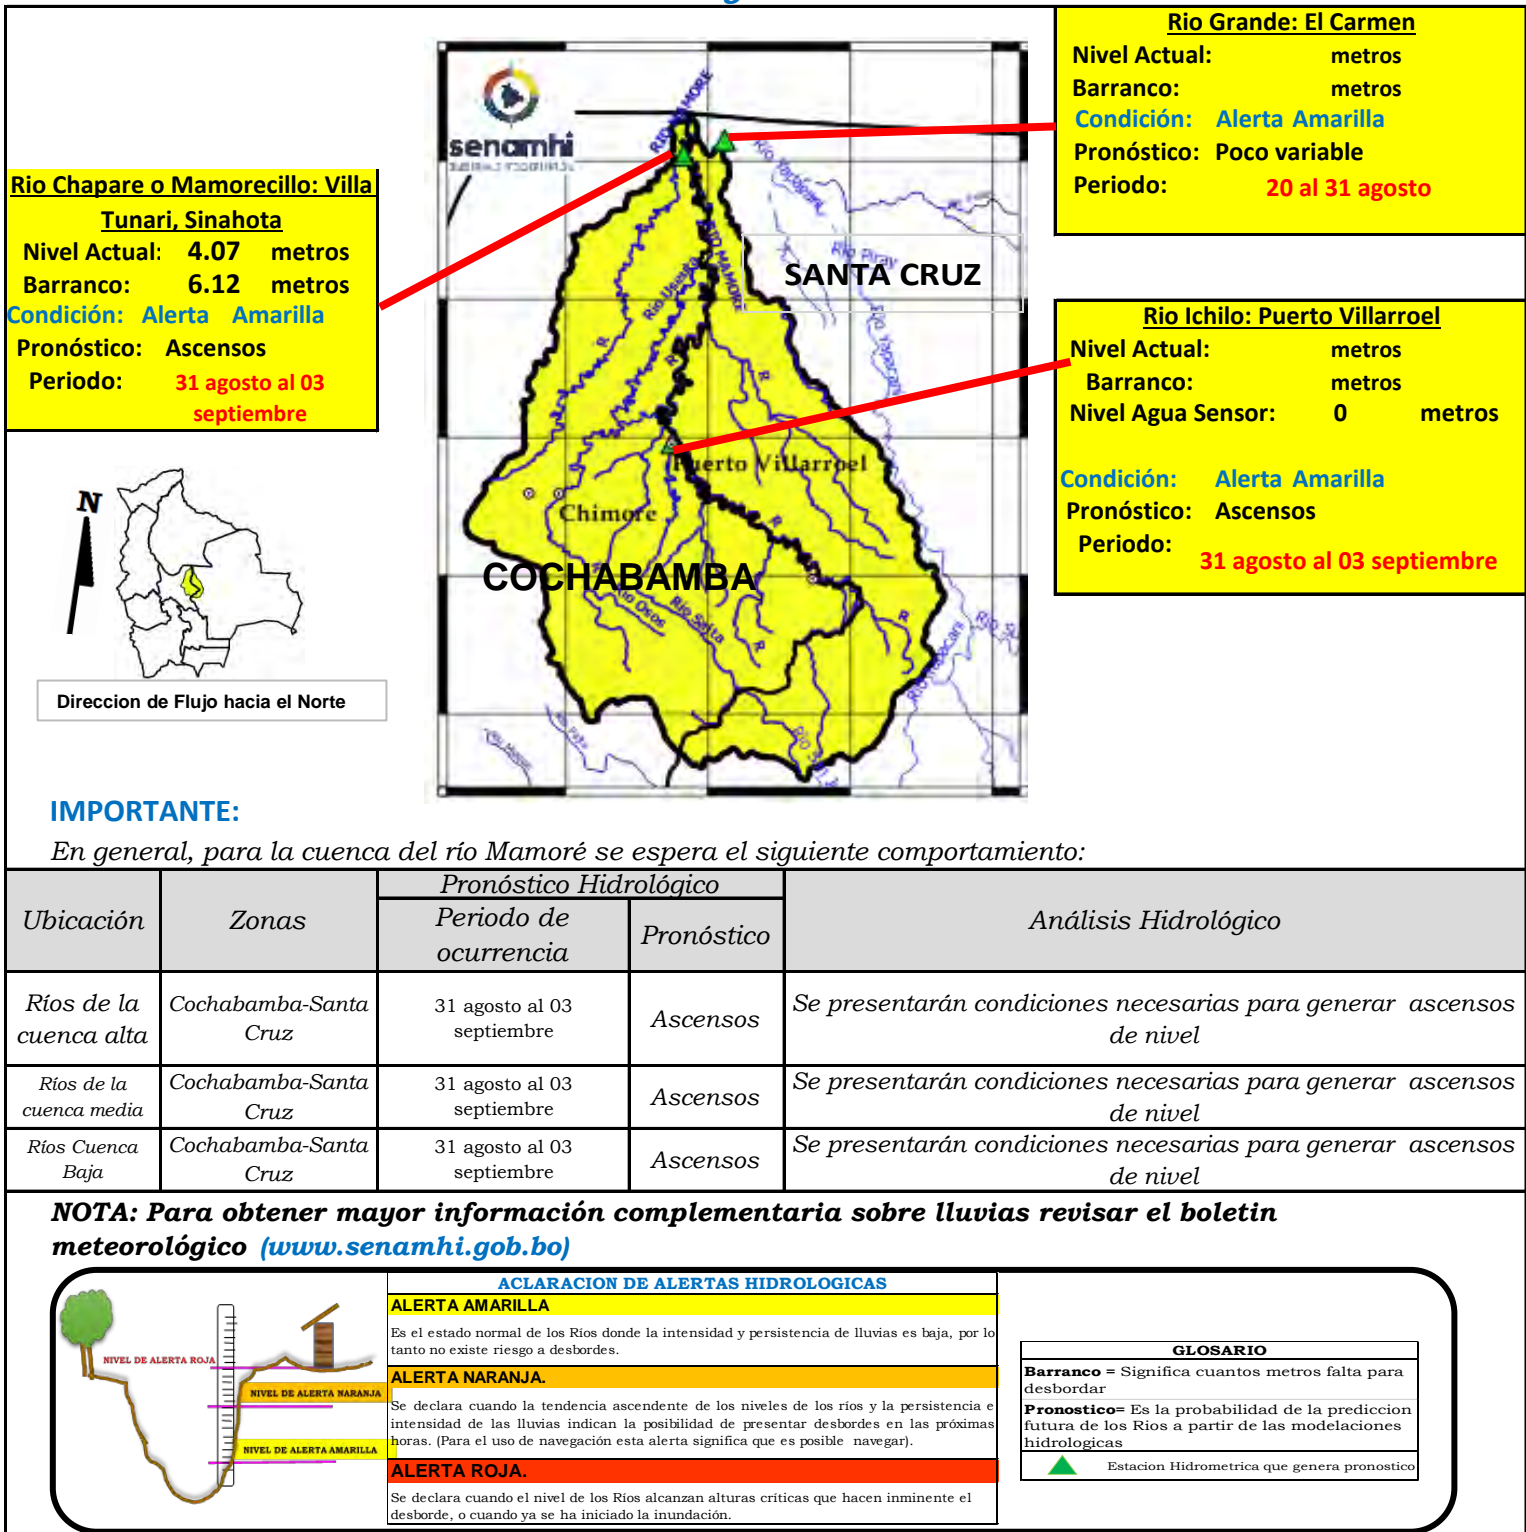 Rio Grande: El Carmen
Nivel Actual: metros
Barranco: metros
Condición: Alerta Amarilla
Pronóstico: Poco variable
Periodo: 20 al 31 agosto
Rio Chapare o Mamorecillo: Villa
Tunari, Sinahota
Nivel Actual: 4.07 metros
Barranco: 6.12 metros
Condición: Alerta Amarilla
Pronóstico: Ascensos
Periodo: 31 agosto al 03
septiembre
Rio Ichilo: Puerto Villarroel
Nivel Actual: metros
Barranco: metros
Nivel Agua Sensor: 0 metros
Condición: Alerta Amarilla
Pronóstico: Ascensos
Periodo: 31 agosto al 03 septiembre
senamhi
RIO MAMORE
Rio Yapacani
Rio Piray
SANTA CRUZ
RIO MAMORE
Rio Yapacani
R
R
R
Puerto Villarroel
Chimore
R
COCHABAMBA
Rio Osos
Rio Sajta
R
R
N
Direccion de Flujo hacia el Norte
IMPORTANTE:
En general, para la cuenca del río Mamoré se espera el siguiente comportamiento:
Ubicación Zonas Pronóstico Hidrológico Análisis Hidrológico
Periodo de
ocurrencia
Pronóstico
Ríos de la
cuenca alta
Cochabamba-Santa
Cruz
31 agosto al 03
septiembre
Ascensos
Se presentarán condiciones necesarias para generar ascensos
de nivel
Ríos de la
cuenca media
Cochabamba-Santa
Cruz
31 agosto al 03
septiembre
Ascensos
Se presentarán condiciones necesarias para generar ascensos
de nivel
Ríos Cuenca
Baja
Cochabamba-Santa
Cruz
31 agosto al 03
septiembre
Ascensos
Se presentarán condiciones necesarias para generar ascensos
de nivel
NOTA: Para obtener mayor información complementaria sobre lluvias revisar el boletin
meteorológico (www.senamhi.gob.bo)
NIVEL DE ALERTA ROJA
NIVEL DE ALERTA NARANJA
NIVEL DE ALERTA AMARILLA
ACLARACION DE ALERTAS HIDROLOGICAS
ALERTA AMARILLA
Es el estado normal de los Ríos donde la intensidad y persistencia de lluvias es baja, por lo
tanto no existe riesgo a desbordes.
ALERTA NARANJA.
Se declara cuando la tendencia ascendente de los niveles de los ríos y la persistencia e
intensidad de las lluvias indican la posibilidad de presentar desbordes en las próximas
horas. (Para el uso de navegación esta alerta significa que es posible navegar).
ALERTA ROJA.
Se declara cuando el nivel de los Ríos alcanzan alturas críticas que hacen inminente el
desborde, o cuando ya se ha iniciado la inundación.
GLOSARIO
Barranco = Significa cuantos metros falta para
desbordar
Pronostico= Es la probabilidad de la prediccion
futura de los Rios a partir de las modelaciones
hidrologicas
Estacion Hidrometrica que genera pronostico